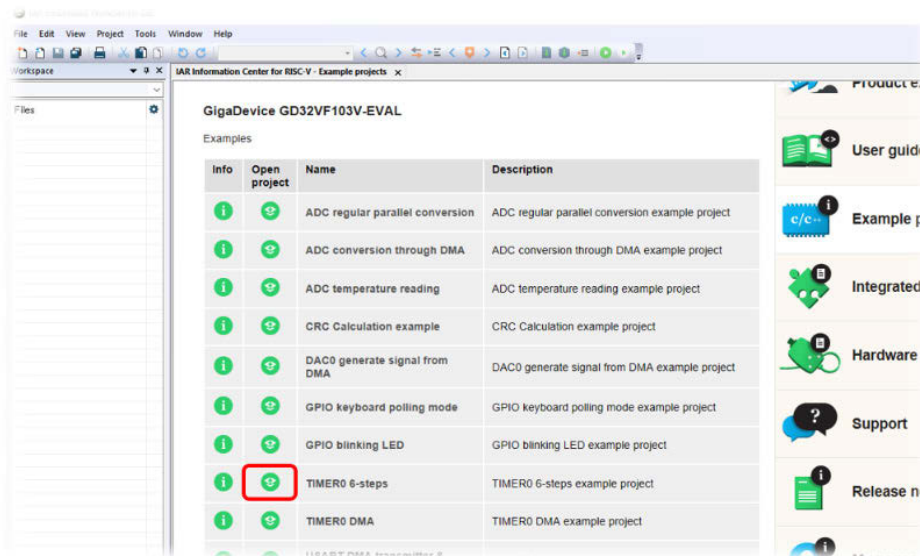 File Edit View Project Tools Window Help
Workspace
IAR Information Center for RISC-V - Example projects x
Files
GigaDevice GD32VF103V-EVAL
Examples
Info Open project Name Description
ADC regular parallel conversion ADC regular parallel conversion example project
ADC conversion through DMA ADC conversion through DMA example project
ADC temperature reading ADC temperature reading example project
CRC Calculation example CRC Calculation example project
DAC0 generate signal from
DMA
DAC0 generate signal from DMA example project
GPIO keyboard polling mode GPIO keyboard polling mode example project
GPIO blinking LED GPIO blinking LED example project
TIMER0 6-steps TIMER0 6-steps example project
TIMER0 DMA TIMER0 DMA example project
Product e
User guid
c/c++
Example p
Integrated
Hardware
Support
Release n